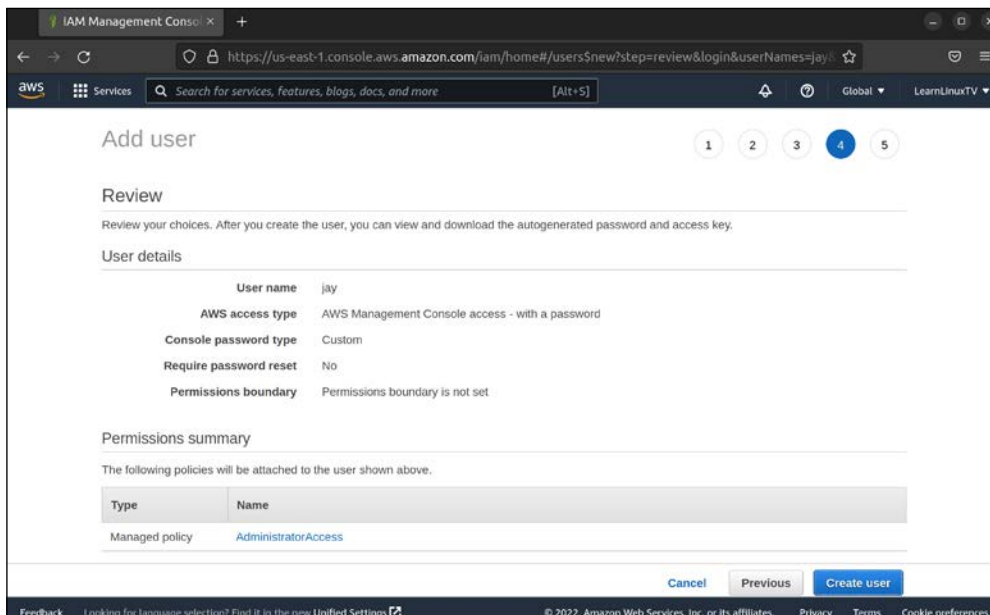 IAM Management Consol
https://us-east-1.console.aws.amazon.com/iam/home#/users$new?step=review&login&userNames=jay&
aws Services Search for services, features, blogs, docs, and more [Alt+S] Global LearnLinuxTV
Add user
1 2 3 4 5
Review
Review your choices. After you create the user, you can view and download the autogenerated password and access key.
User details
User name jay
AWS access type AWS Management Console access - with a password
Console password type Custom
Require password reset No
Permissions boundary Permissions boundary is not set
Permissions summary
The following policies will be attached to the user shown above.
Type Name
Managed policy AdministratorAccess
Cancel Previous Create user
Feedback Looking for language selection? Find it in the new Unified Settings © 2022, Amazon Web Services, Inc. or its affiliates. Privacy Terms Cookie preferences